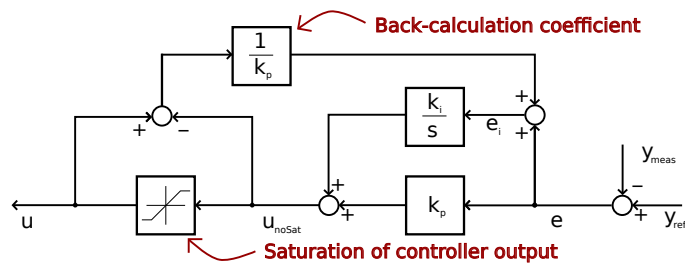 Back-calculation coefficient
1
k_p
+
k_i
s
e_i
+
+
−
y_meas
−
k_p
+
+
u
u_noSat
e
+
y_ref
Saturation of controller output